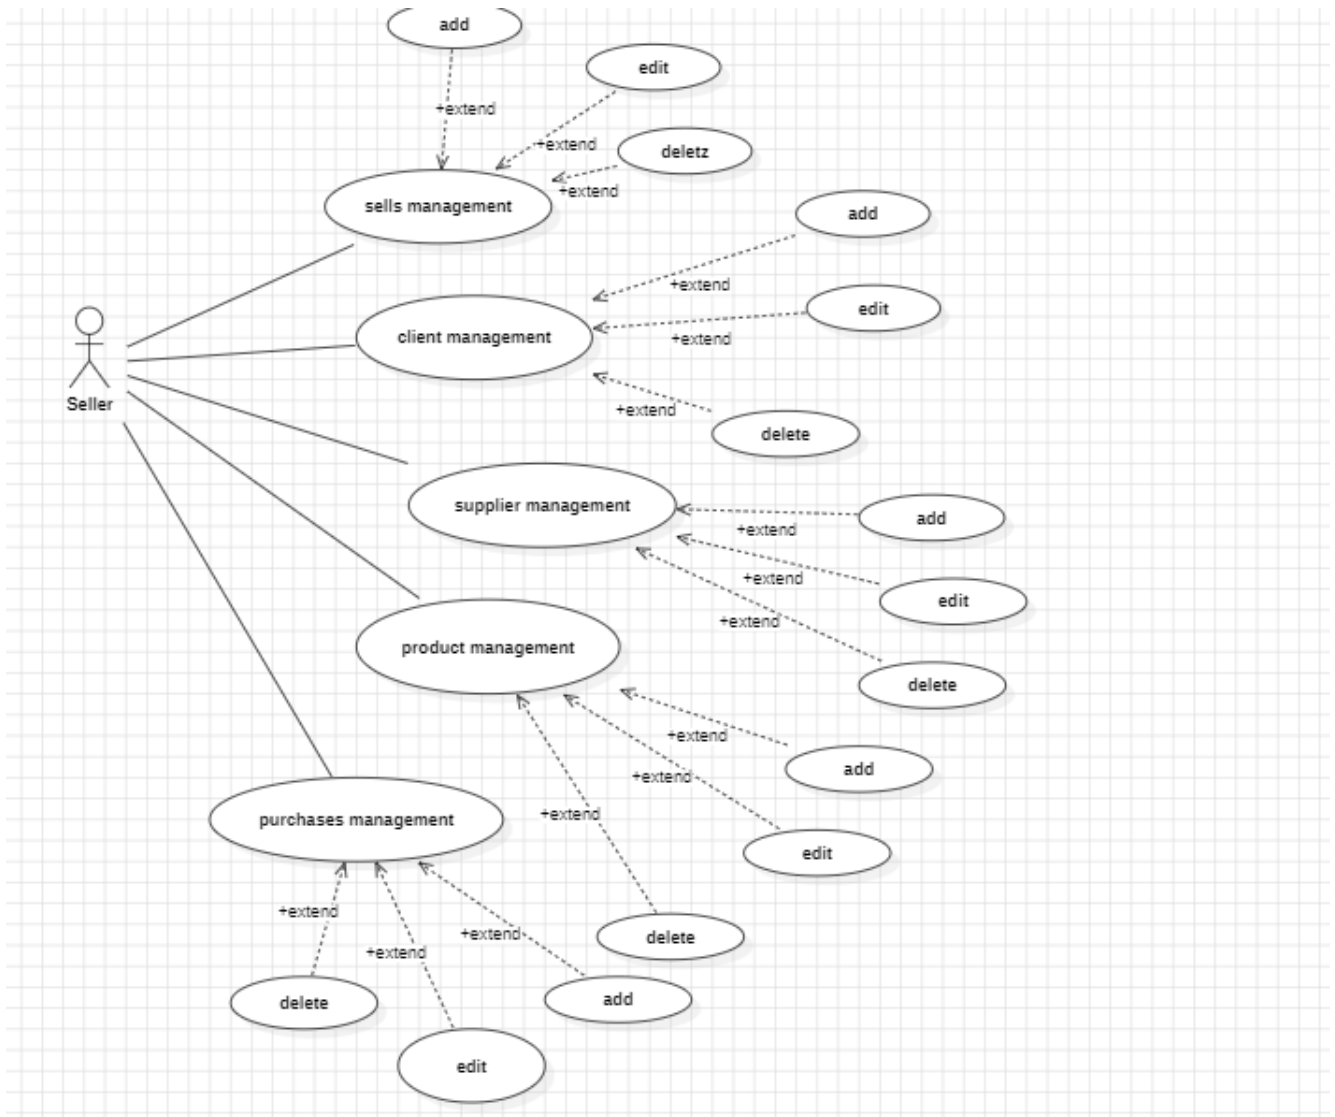 add
edit
+extend
+extend
deletz
+extend
sells management
add
+extend
edit
client management
+extend
Seller
+extend
delete
supplier management
add
+extend
+extend
edit
+extend
product management
delete
+extend
add
+extend
+extend
purchases management
edit
+extend
+extend
delete
+extend
delete
add
edit